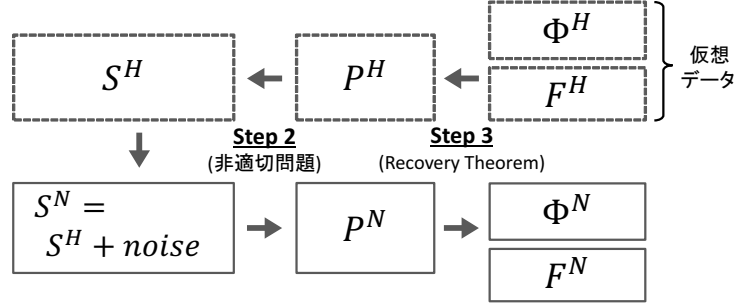 Φ^H
仮想
データ
S^H
P^H
F^H
Step 2
(非適切問題)
Step 3
(Recovery Theorem)
S^N =
S^H + noise
P^N
Φ^N
F^N